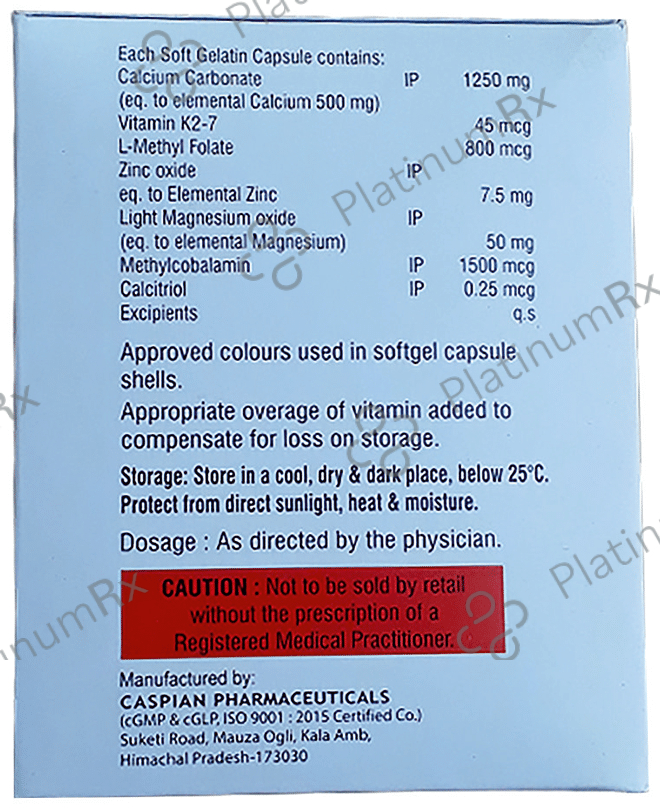 Each Soft Gelatin Capsule contains:
Calcium Carbonate IP 1250 mg
(eq. to elemental Calcium 500 mg)
Vitamin K2-7 45 mcg
L-Methyl Folate 800 mcg
Zinc oxide IP
eq. to Elemental Zinc 7.5 mg
Light Magnesium oxide IP
(eq. to elemental Magnesium) 50 mg
Methylcobalamin IP 1500 mcg
Calcitriol IP 0.25 mcg
Excipients q.s
Approved colours used in softgel capsule
shells.
Appropriate overage of vitamin added to
compensate for loss on storage.
Storage: Store in a cool, dry & dark place, below 25°C.
Protect from direct sunlight, heat & moisture.
Dosage : As directed by the physician.
CAUTION : Not to be sold by retail
without the prescription of a
Registered Medical Practitioner.
Manufactured by:
CASPIAN PHARMACEUTICALS
(cGMP & cGLP, ISO 9001 : 2015 Certified Co.)
Suketi Road, Mauza Ogli, Kala Amb,
Himachal Pradesh-173030
PlatinumRx
PlatinumRx